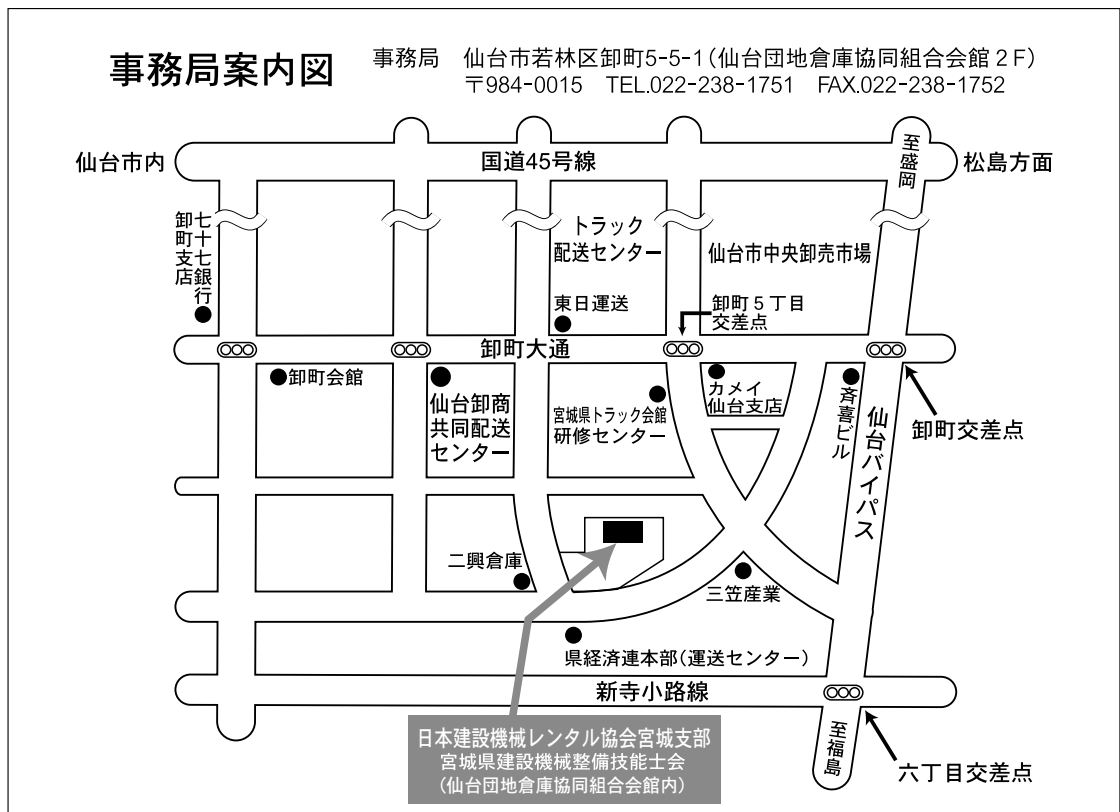 事務局案内図
事務局　仙台市若林区卸町5-5-1(仙台団地倉庫協同組合会館２F)
〒984-0015　TEL.022-238-1751　FAX.022-238-1752
仙台市内
国道45号線
至盛岡
松島方面
七十七銀行
卸町支店
トラック
配送センター
仙台市中央卸売市場
東日運送
卸町５丁目
交差点
卸町大通
卸町会館
仙台卸商
共同配送
センター
宮城県トラック会館
研修センター
カメイ
仙台支店
斉喜ビル
仙台バイパス
卸町交差点
二興倉庫
三笠産業
県経済連本部(運送センター)
新寺小路線
日本建設機械レンタル協会宮城支部
宮城県建設機械整備技能士会
(仙台団地倉庫協同組合会館内)
至福島
六丁目交差点